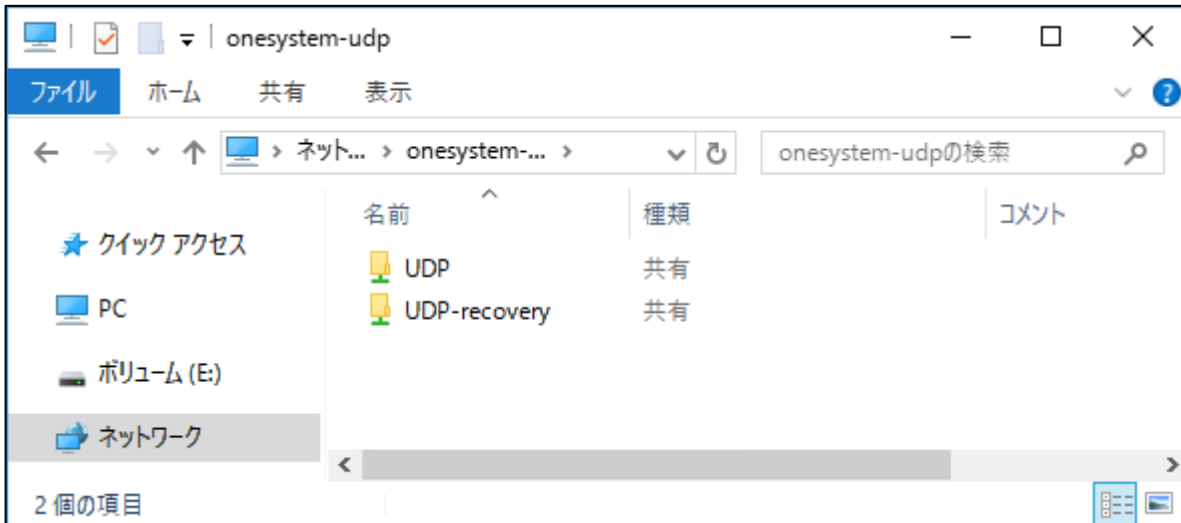 onesystem-udp
ファイル ホーム 共有 表示
ネット... onesystem-... onesystem-udpの検索
名前 種類 コメント
クイック アクセス
UDP 共有
PC
UDP-recovery 共有
ボリューム (E:)
ネットワーク
2 個の項目